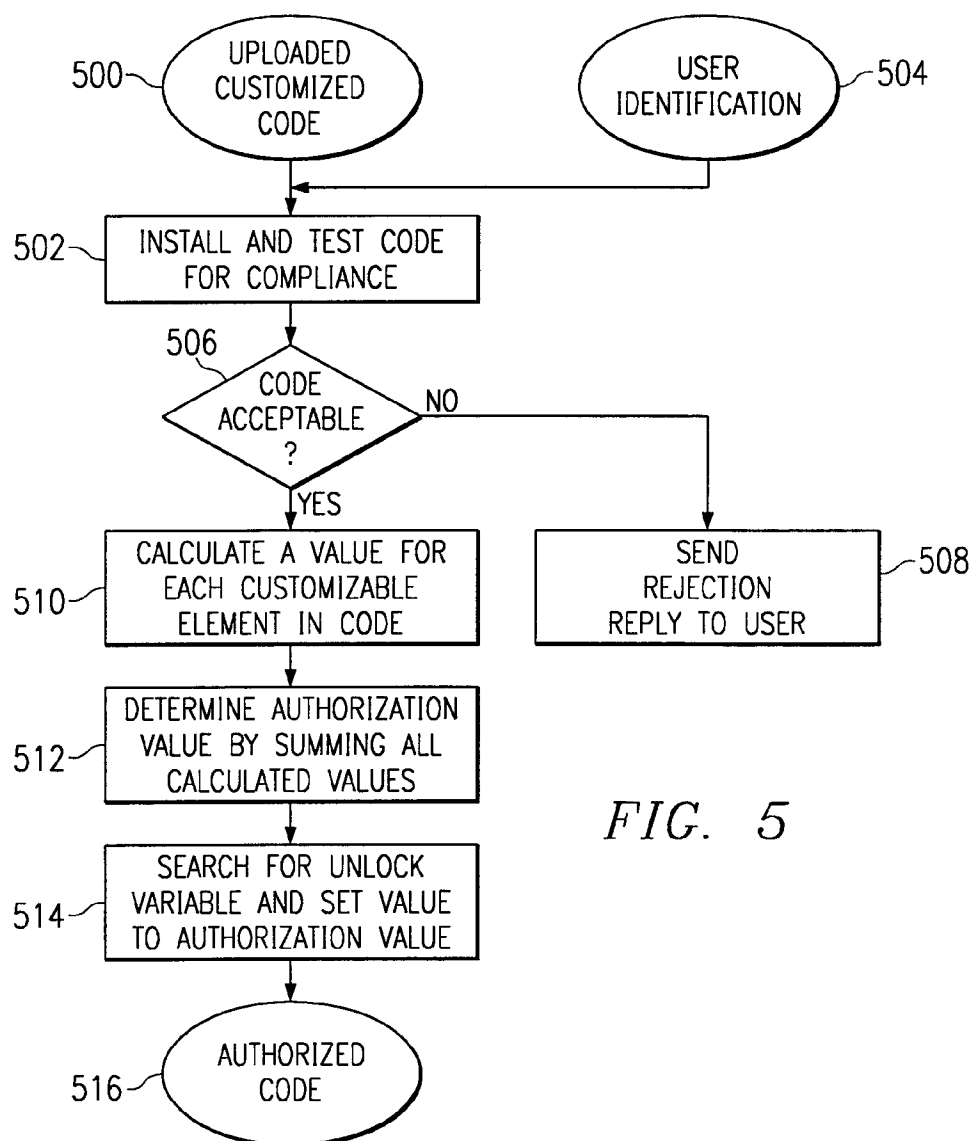 500
UPLOADED
CUSTOMIZED
CODE
USER
IDENTIFICATION
504
502
INSTALL AND TEST CODE
FOR COMPLIANCE
506
CODE
ACCEPTABLE
?
NO
YES
510
CALCULATE A VALUE FOR
EACH CUSTOMIZABLE
ELEMENT IN CODE
SEND
REJECTION
REPLY TO USER
508
512
DETERMINE AUTHORIZATION
VALUE BY SUMMING ALL
CALCULATED VALUES
FIG. 5
514
SEARCH FOR UNLOCK
VARIABLE AND SET VALUE
TO AUTHORIZATION VALUE
516
AUTHORIZED
CODE